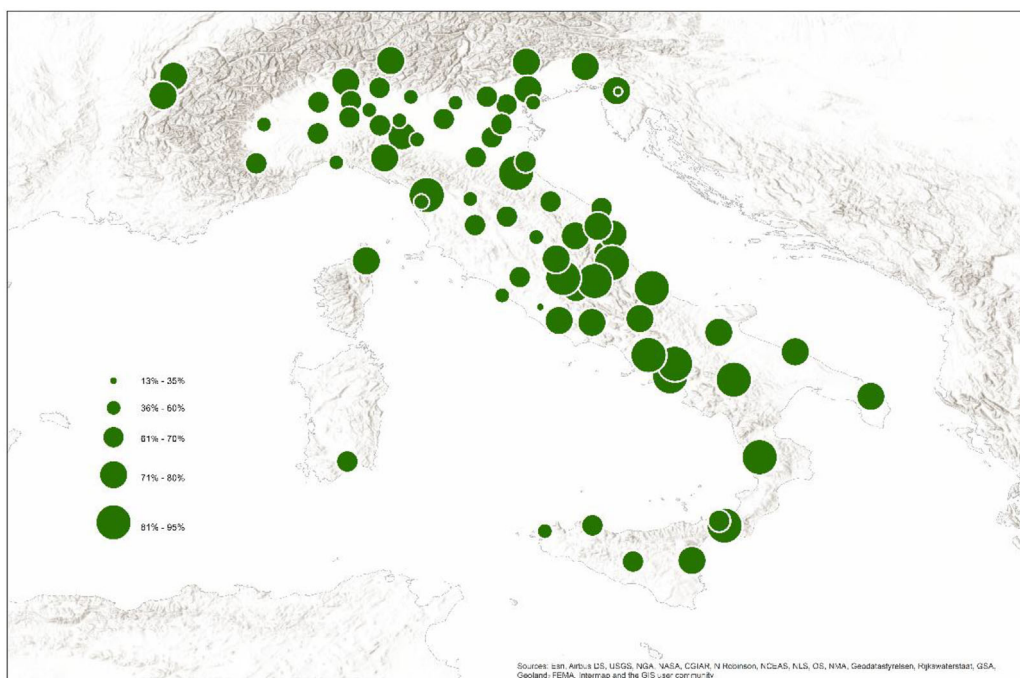 13% - 35%
36% - 60%
61% - 70%
71% - 80%
81% - 95%
Sources: Esri, Airbus DS, USGS, NGA, NASA, CGIAR, N Robinson, NCEAS, NLS, OS, NMA, Geodatastyrelsen, Rijkswaterstaat, GSA,
Geoland, FEMA, Intermap and the GIS user community